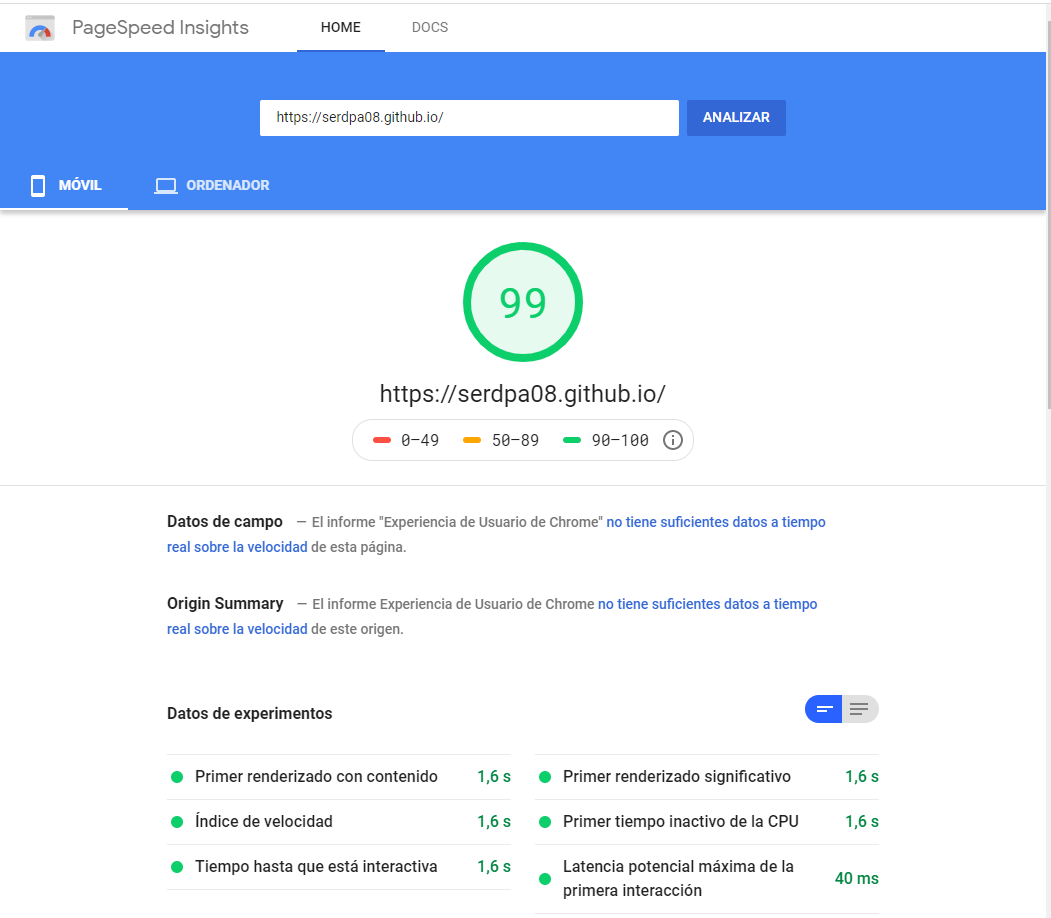 PageSpeed Insights
HOME
DOCS
https://serdpa08.github.io/
ANALIZAR
MÓVIL
ORDENADOR
99
https://serdpa08.github.io/
0–49
50–89
90–100
Datos de campo — El informe "Experiencia de Usuario de Chrome" no tiene suficientes datos a tiempo
real sobre la velocidad de esta página.
Origin Summary — El informe Experiencia de Usuario de Chrome no tiene suficientes datos a tiempo
real sobre la velocidad de este origen.
Datos de experimentos
Primer renderizado con contenido 1,6 s
Primer renderizado significativo 1,6 s
Índice de velocidad 1,6 s
Primer tiempo inactivo de la CPU 1,6 s
Tiempo hasta que está interactiva 1,6 s
Latencia potencial máxima de la
primera interacción 40 ms